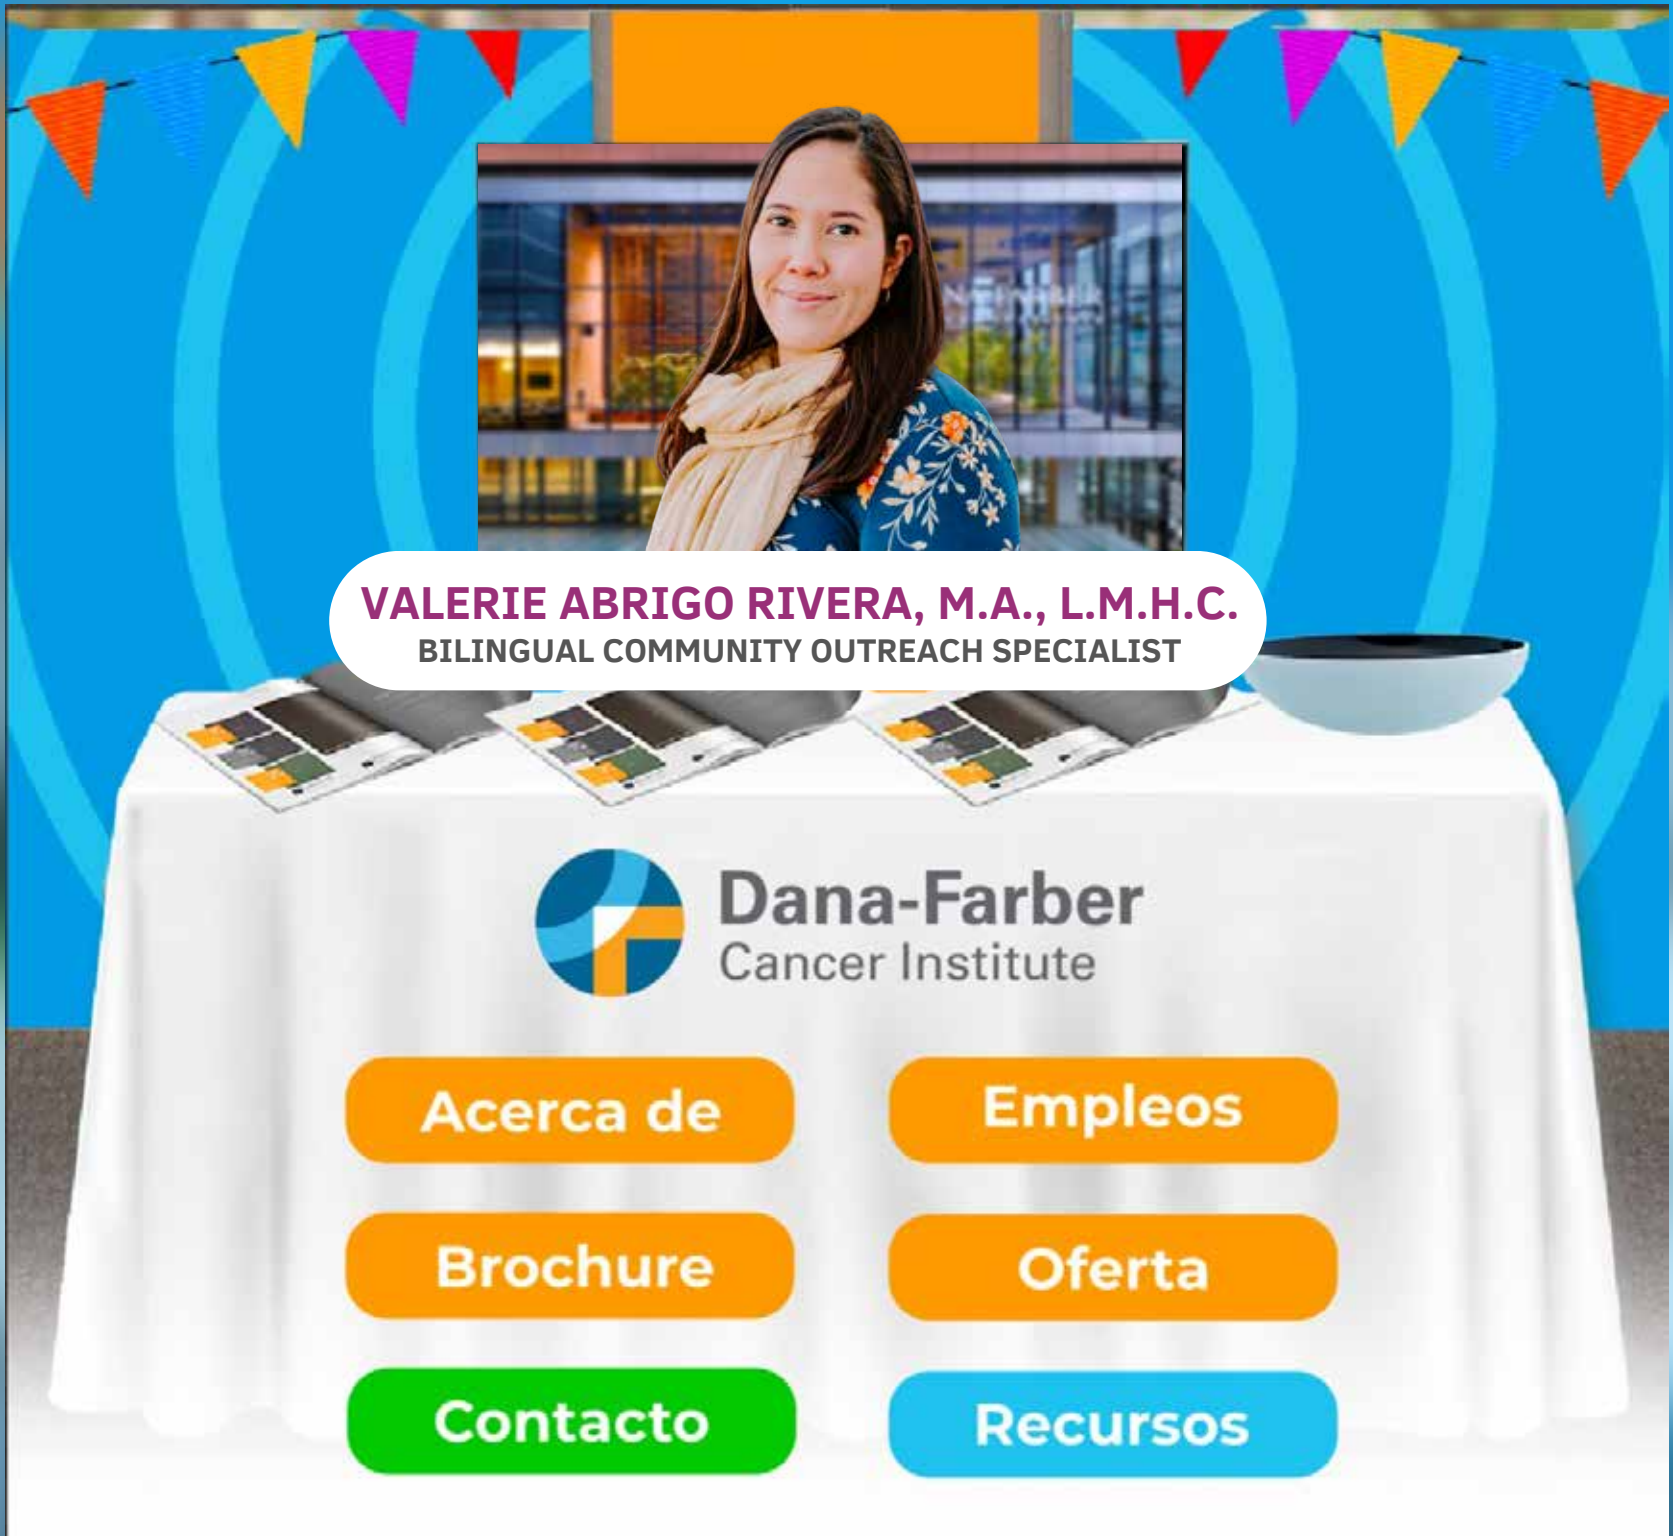 VALERIE ABRIGO RIVERA, M.A., L.M.H.C.
BILINGUAL COMMUNITY OUTREACH SPECIALIST
Dana-Farber
Cancer Institute
Acerca de
Empleos
Brochure
Oferta
Contacto
Recursos